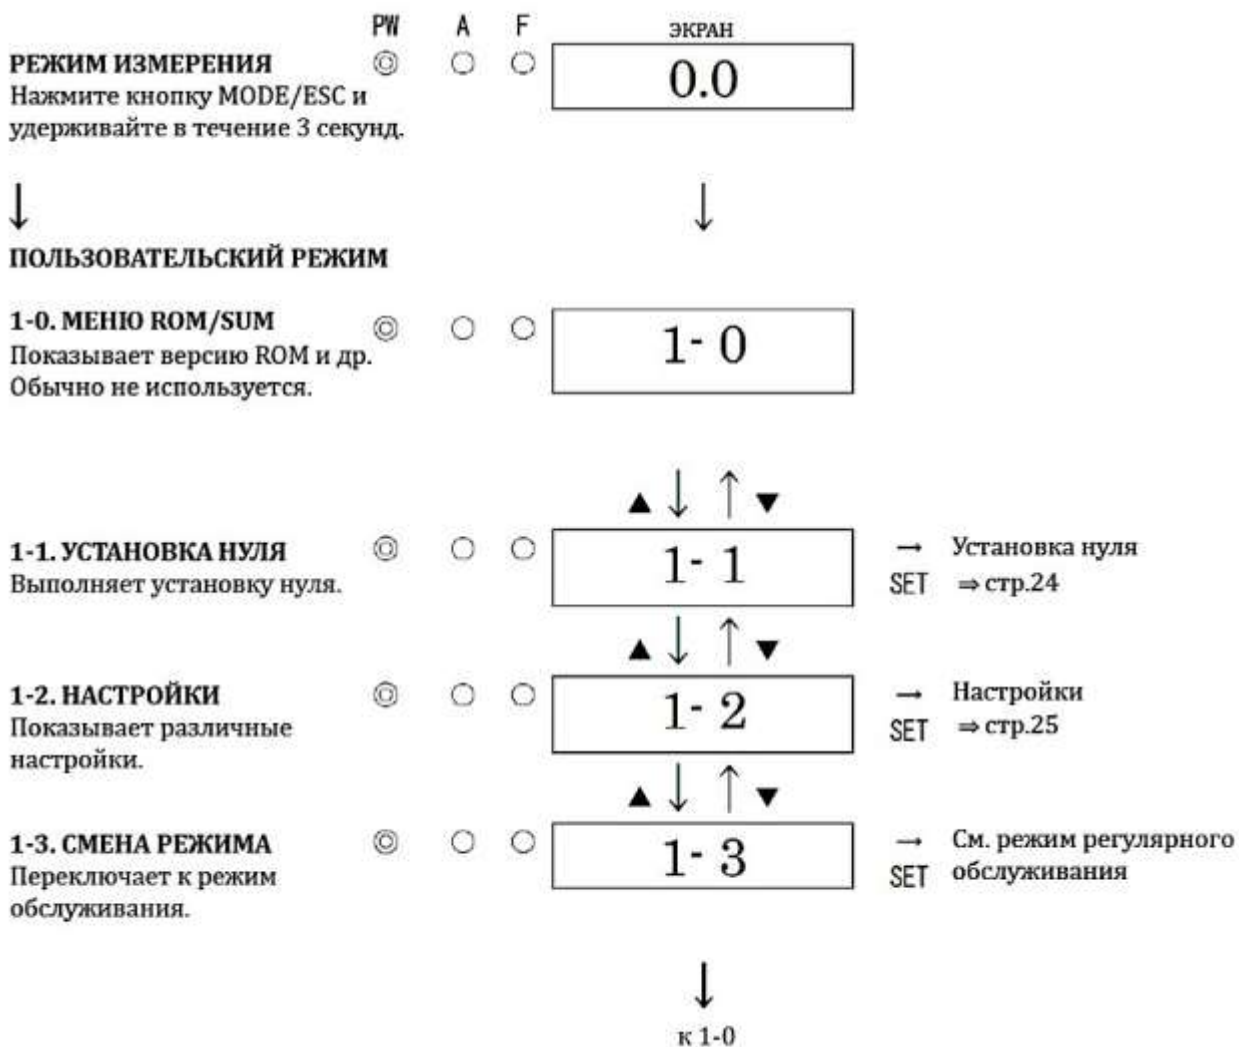 PW A F ЭКРАН
РЕЖИМ ИЗМЕРЕНИЯ
0.0
Нажмите кнопку MODE/ESC и
удерживайте в течение 3 секунд.
↓ ↓
ПОЛЬЗОВАТЕЛЬСКИЙ РЕЖИМ
1-0. МЕНЮ ROM/SUM
1- 0
Показывает версию ROM и др.
Обычно не используется.
▲ ↓ ↑ ▼
1-1. УСТАНОВКА НУЛЯ
1- 1
→ Установка нуля
Выполняет установку нуля.
SET ⇒ стр.24
▲ ↓ ↑ ▼
1-2. НАСТРОЙКИ
1- 2
→ Настройки
Показывает различные
SET ⇒ стр.25
настройки.
▲ ↓ ↑ ▼
1-3. СМЕНА РЕЖИМА
1- 3
→ См. режим регулярного
Переключает к режим
SET обслуживания
обслуживания.
↓
к 1-0